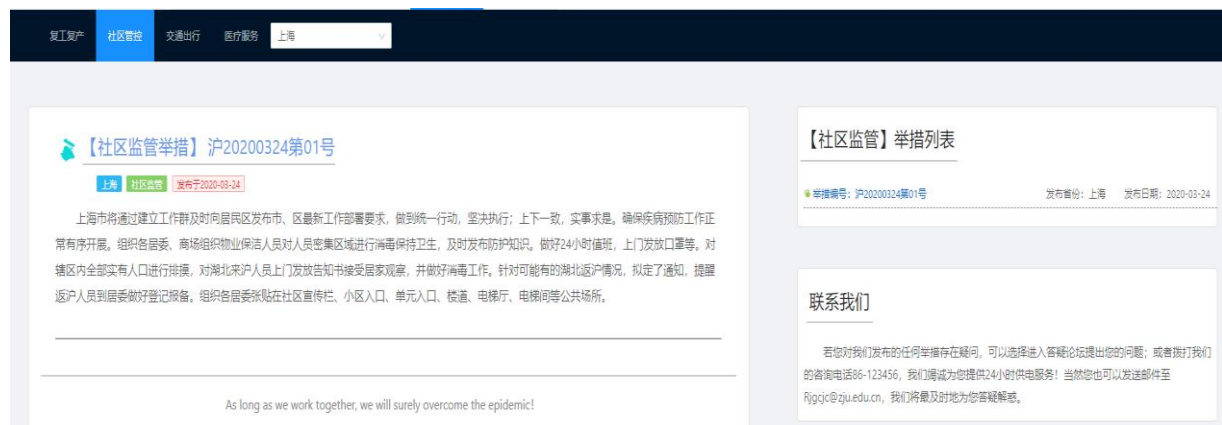 复工复产 社区管控 交通出行 医疗服务 上海
【社区监管举措】沪20200324第01号
上海 社区监管 发布于2020-03-24
上海市将通过建立工作群及时向居民区发布市、区最新工作部署要求，做到统一行动，坚决执行；上下一致，实事求是。确保疾病预防工作正
常有序开展。组织各居委、商场组织物业保洁人员对人员密集区域进行消毒保持卫生，及时发布防护知识。做好24小时值班，上门发放口罩等。对
辖区内全部实有人口进行排摸，对湖北来沪人员上门发放告知书接受居家观察，并做好消毒工作。针对可能有的湖北返沪情况，拟定了通知，提醒
返沪人员到居委做好登记报备。组织各居委张贴在社区宣传栏、小区入口、单元入口、楼道、电梯厅、电梯间等公共场所。
As long as we work together, we will surely overcome the epidemic!
【社区监管】举措列表
举措编号：沪20200324第01号 发布省份：上海 发布日期：2020-03-24
联系我们
若您对我们发布的任何举措存在疑问，可以选择进入答疑论坛提出您的问题；或者拨打我们
的咨询电话86-123456，我们竭诚为您提供24小时供电服务！当然您也可以发送邮件至
Rjgcjc@zju.edu.cn，我们将最及时地为您答疑解惑。